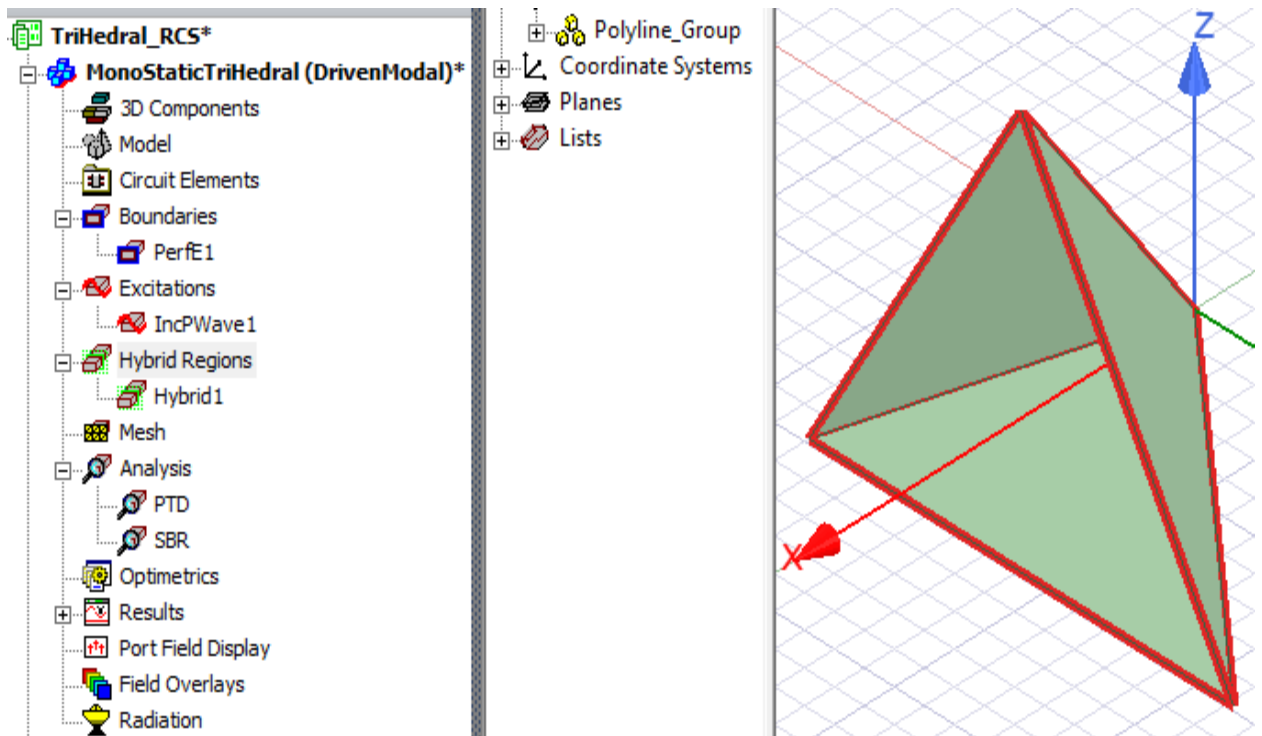 TriHedral_RCS*
MonoStaticTriHedral (DrivenModal)*
3D Components
Model
Circuit Elements
Boundaries
PerfE1
Excitations
IncPWave1
Hybrid Regions
Hybrid1
Mesh
Analysis
PTD
SBR
Optimetrics
Results
Port Field Display
Field Overlays
Radiation
Polyline_Group
Coordinate Systems
Planes
Lists
Z
X